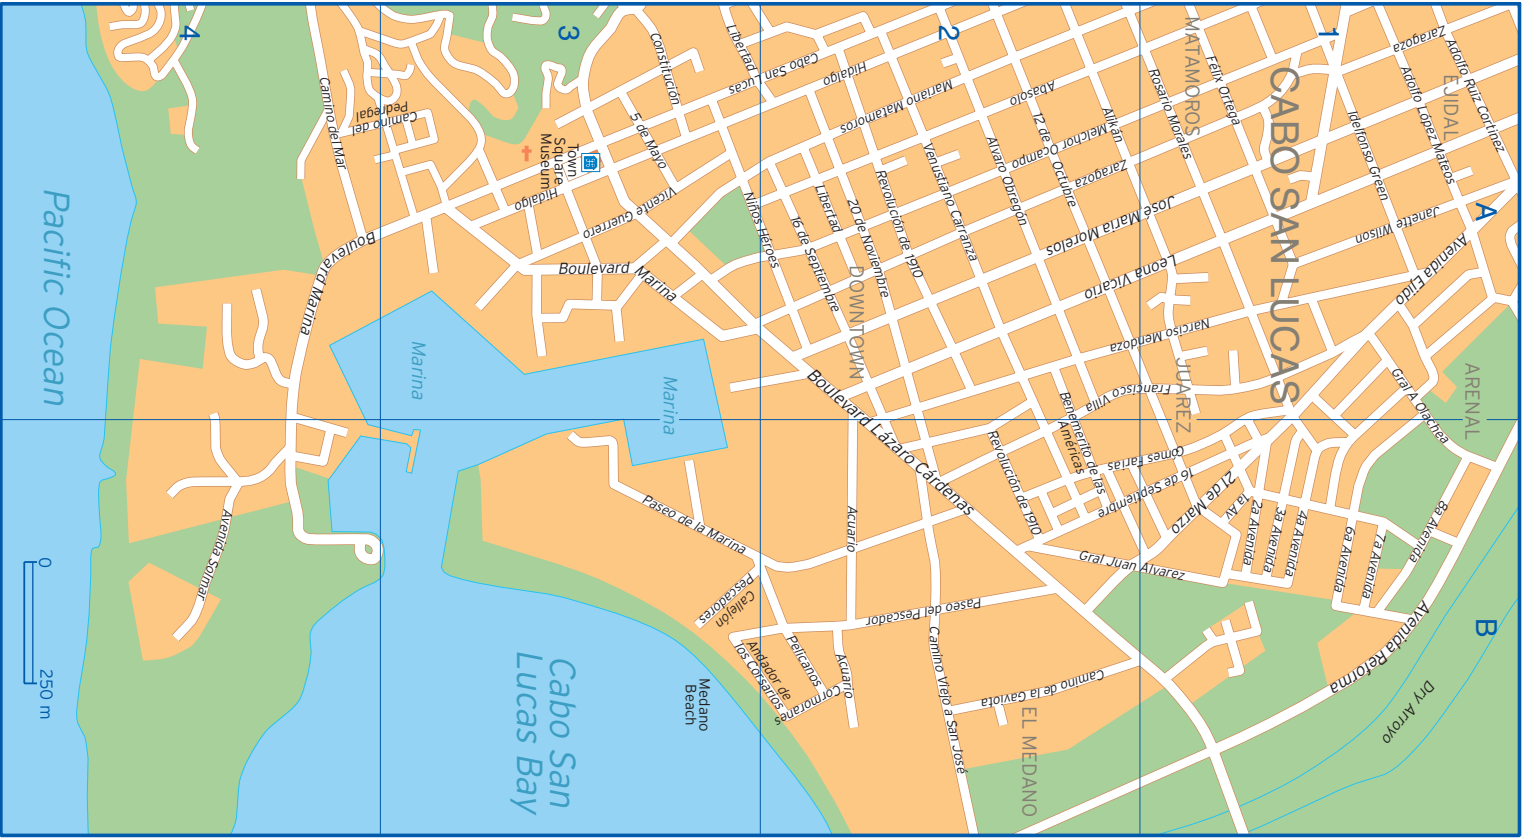 A
B
1
2
3
4
Adolfo Ruiz Cortinez
Zaragoza
EJIDAL
Adolfo López Mateos
Idelfonso Green
Janette Wilson
Avenida Ejido
CABO SAN LUCAS
Félix Ortega
MATAMOROS
Rosario Morales
Alikán
12 de Octubre
Abasolo
Melchor Ocampo
Zaragoza
Alvaro Obregón
José María Morelos
Leona Vicario
Narciso Mendoza
Francisco Villa
JUAREZ
ARENAL
Gral A Olachea
8a Avenida
7a Avenida
6a Avenida
4a Avenida
3a Avenida
2a Avenida
1a Av
21 de Marzo
16 de Septiembre
Gomes Farias
Benemerito de las
Américas
Revolución de 1910
Gral Juan Alvarez
Avenida Reforma
Dry Arroyo
Mariano Matamoros
Venustiano Carranza
Revolución de 1910
20 de Noviembre
Libertad
16 de Septiembre
Niños Héroes
DOWNTOWN
Hidalgo
Cabo San Lucas
Libertad
Constitución
5 de Mayo
Vicente Guerrero
Hidalgo
Town
Square
Museum
Boulevard Marina
Boulevard Lázaro Cárdenas
Camino del
Pedregal
Camino del Mar
Boulevard Marina
Marina
Marina
Paseo de la Marina
Acuario
Paseo del Pescador
Camino Viejo a San José
Camino de la Gaviota
EL MEDANO
Callejón
Pescadores
Pelicanos
Acuario
Cormoranes
Andador de
los Corsarios
Medano
Beach
Cabo San
Lucas Bay
Avenida Solmar
Pacific Ocean
0
250 m